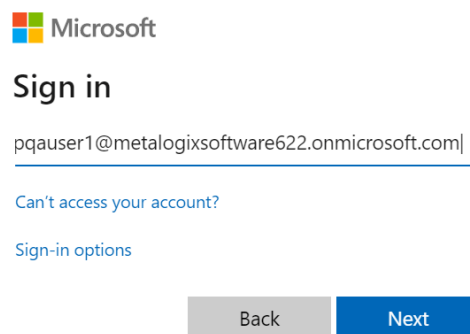 Microsoft
Sign in
pqauser1@metalogixsoftware622.onmicrosoft.com
Can't access your account?
Sign-in options
Back Next